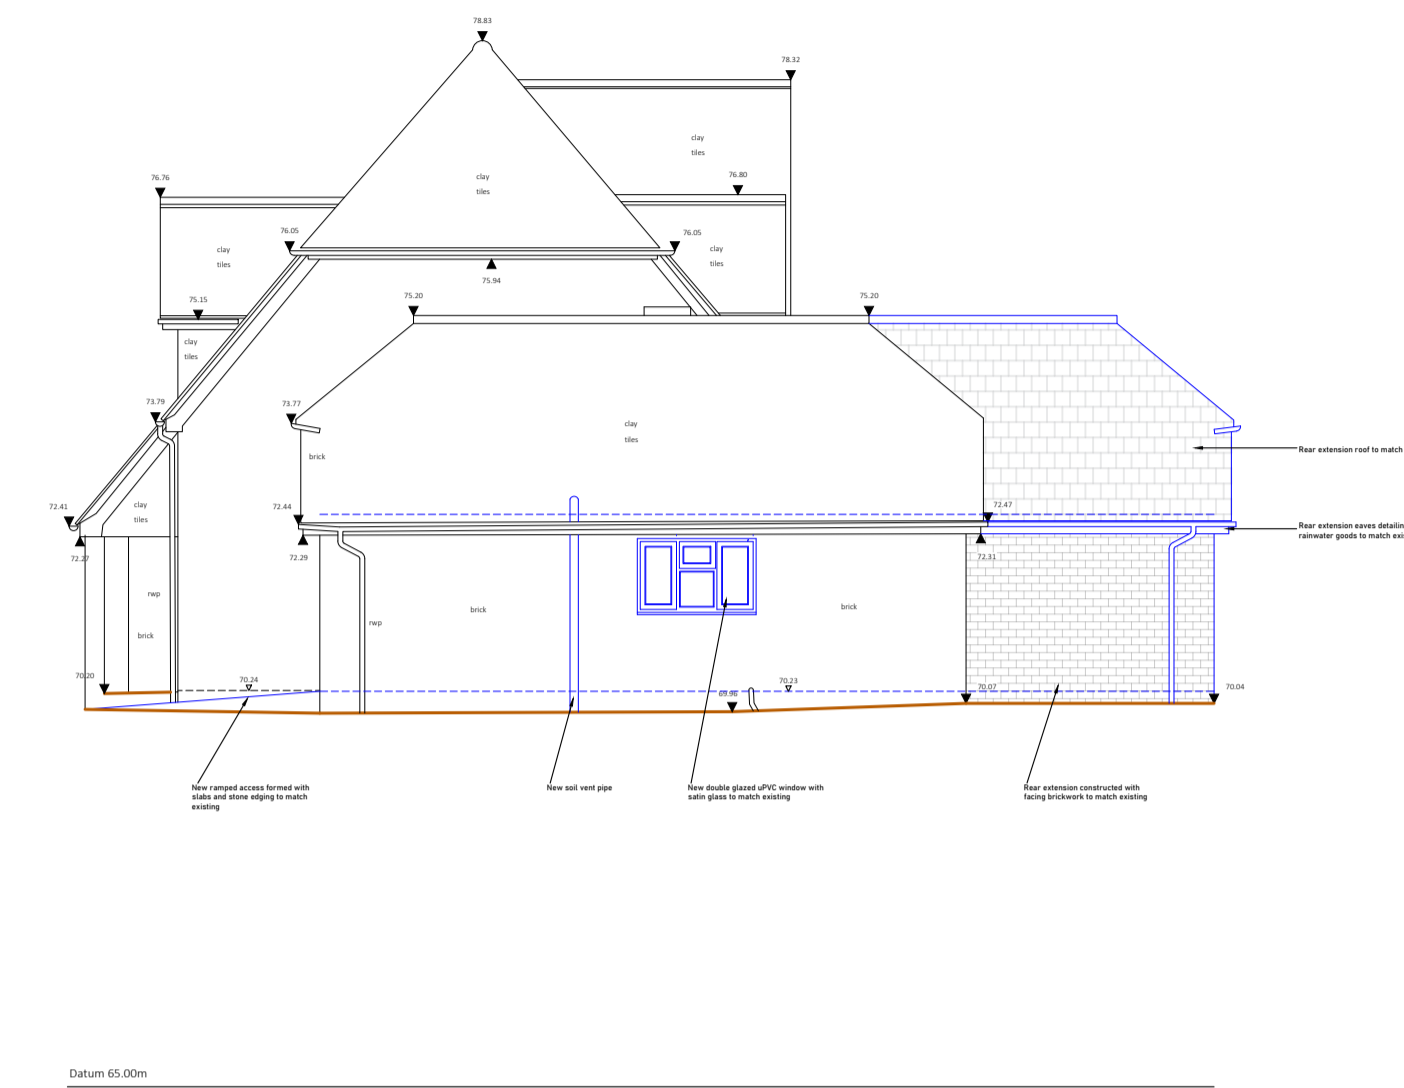 78.83
78.32
clay
tiles
76.76
clay
tiles
76.80
76.05
76.05
clay
tiles
clay
tiles
75.94
75.15
75.20
75.20
clay
tiles
73.79
73.77
clay
tiles
brick
Rear extension roof to match
72.41
clay
tiles
72.44
72.47
Rear extension eaves detailin
rainwater goods to match exi
72.27
72.29
72.31
rwp
brick
brick
brick
rwp
70.20
70.24
70.23
69.96
70.07
70.04
New ramped access formed with
slabs and stone edging to match
existing
New soil vent pipe
New double glazed uPVC window with
satin glass to match existing
Rear extension constructed with
facing brickwork to match existing
Datum 65.00m